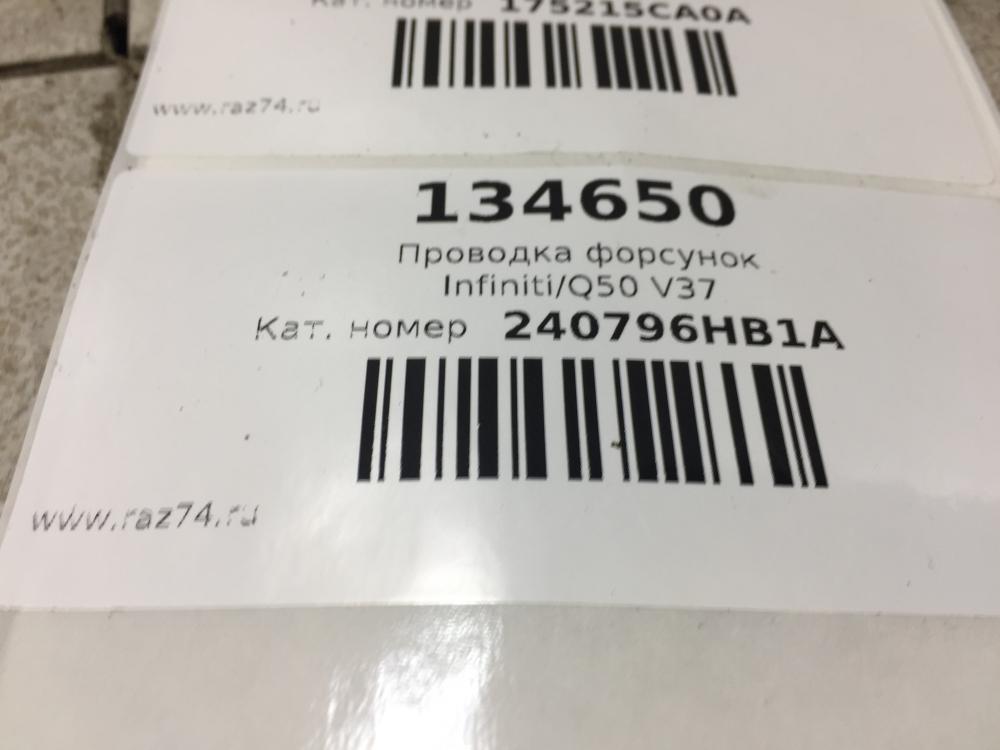 Кат. номер 175215CA0A
www.raz74.ru
134650
Проводка форсунок
Infiniti/Q50 V37
Кат. номер 240796HB1A
www.raz74.ru